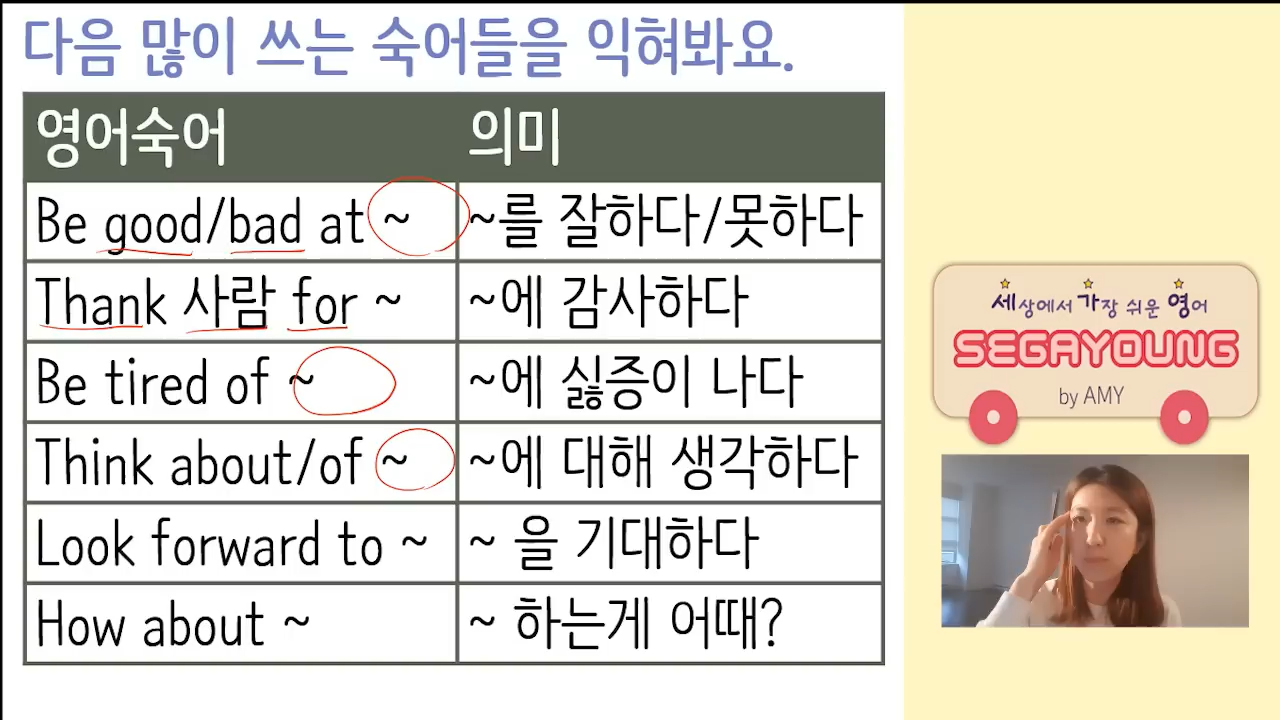 다음 많이 쓰는 숙어들을 익혀봐요.
영어숙어 의미
Be good/bad at ~ ~를 잘하다/못하다
Thank 사람 for ~ ~에 감사하다
Be tired of ~ ~에 싫증이 나다
Think about/of ~ ~에 대해 생각하다
Look forward to ~ ~ 을 기대하다
How about ~ ~ 하는게 어때?
세상에서 가장 쉬운 영어
SEGAYOUNG
by AMY